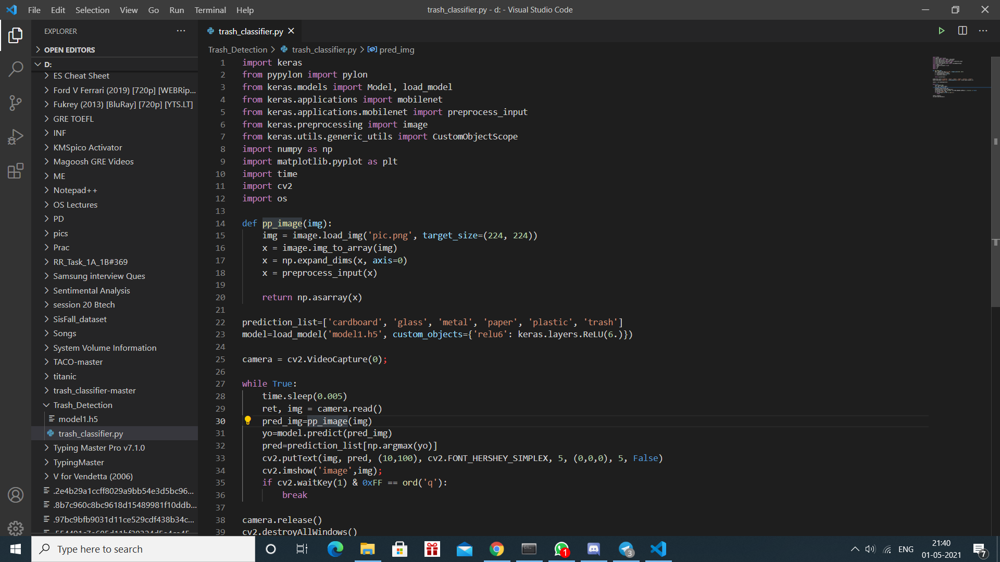 File Edit Selection View Go Run Terminal Help
trash_classifier.py - d: - Visual Studio Code
EXPLORER
OPEN EDITORS
D:
ES Cheat Sheet
Ford V Ferrari (2019) [720p] [WEBRip...
Fukrey (2013) [BluRay] [720p] [YTS.LT]
GRE TOEFL
INF
KMSpico Activator
Magoosh GRE Videos
ME
Notepad++
OS Lectures
PD
pics
Prac
RR_Task_1A_1B#369
Samsung interview Ques
Sentimental Analysis
session 20 Btech
SisFall_dataset
Songs
System Volume Information
TACO-master
titanic
trash_classifier-master
Trash_Detection
model1.h5
trash_classifier.py
Typing Master Pro v7.1.0
TypingMaster
V for Vendetta (2006)
.2e4b29a1ccff8029a9bb54e3d5bc96...
.8b7c960c8bc9618d15489981f10ddb...
.97bc9bfb9031d11ce529cdf438b34c...
trash_classifier.py
Trash_Detection > trash_classifier.py > pred_img
1 import keras
2 from pypylon import pylon
3 from keras.models import Model, load_model
4 from keras.applications import mobilenet
5 from keras.applications.mobilenet import preprocess_input
6 from keras.preprocessing import image
7 from keras.utils.generic_utils import CustomObjectScope
8 import numpy as np
9 import matplotlib.pyplot as plt
10 import time
11 import cv2
12 import os
13
14 def pp_image(img):
15     img = image.load_img('pic.png', target_size=(224, 224))
16     x = image.img_to_array(img)
17     x = np.expand_dims(x, axis=0)
18     x = preprocess_input(x)
19
20     return np.asarray(x)
21
22 prediction_list=['cardboard', 'glass', 'metal', 'paper', 'plastic', 'trash']
23 model=load_model('model1.h5', custom_objects={'relu6': keras.layers.ReLU(6.)})
24
25 camera = cv2.VideoCapture(0);
26
27 while True:
28     time.sleep(0.005)
29     ret, img = camera.read()
30     pred_img=pp_image(img)
31     yo=model.predict(pred_img)
32     pred=prediction_list[np.argmax(yo)]
33     cv2.putText(img, pred, (10,100), cv2.FONT_HERSHEY_SIMPLEX, 5, (0,0,0), 5, False)
34     cv2.imshow('image',img);
35     if cv2.waitKey(1) & 0xFF == ord('q'):
36         break
37
38 camera.release()
39 cv2.destroyAllWindows()
Type here to search
1
3
ENG
21:40
01-05-2021
7